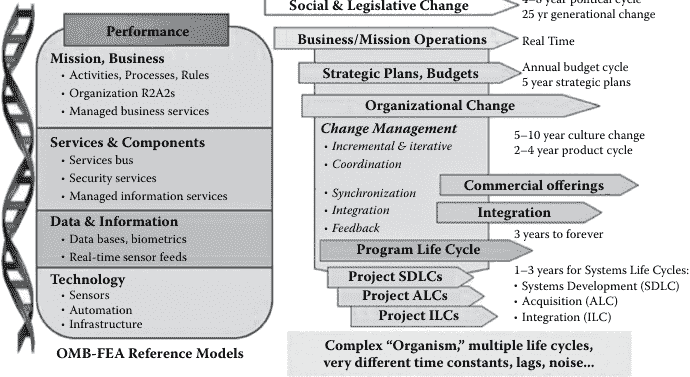 Social & Legislative Change
4–6 year political cycle
25 yr generational change
Performance
Business/Mission Operations
Real Time
Mission, Business
• Activities, Processes, Rules
• Organization R2A2s
• Managed business services
Strategic Plans, Budgets
Annual budget cycle
5 year strategic plans
Organizational Change
Change Management
• Incremental & iterative
• Coordination
• Synchronization
• Integration
• Feedback
5–10 year culture change
2–4 year product cycle
Services & Components
• Services bus
• Security services
• Managed information services
Commercial offerings
Integration
3 years to forever
Data & Information
• Data bases, biometrics
• Real-time sensor feeds
Program Life Cycle
Technology
• Sensors
• Automation
• Infrastructure
Project SDLCs
Project ALCs
Project ILCs
1–3 years for Systems Life Cycles:
• Systems Development (SDLC)
• Acquisition (ALC)
• Integration (ILC)
OMB-FEA Reference Models
Complex “Organism,” multiple life cycles,
very different time constants, lags, noise...